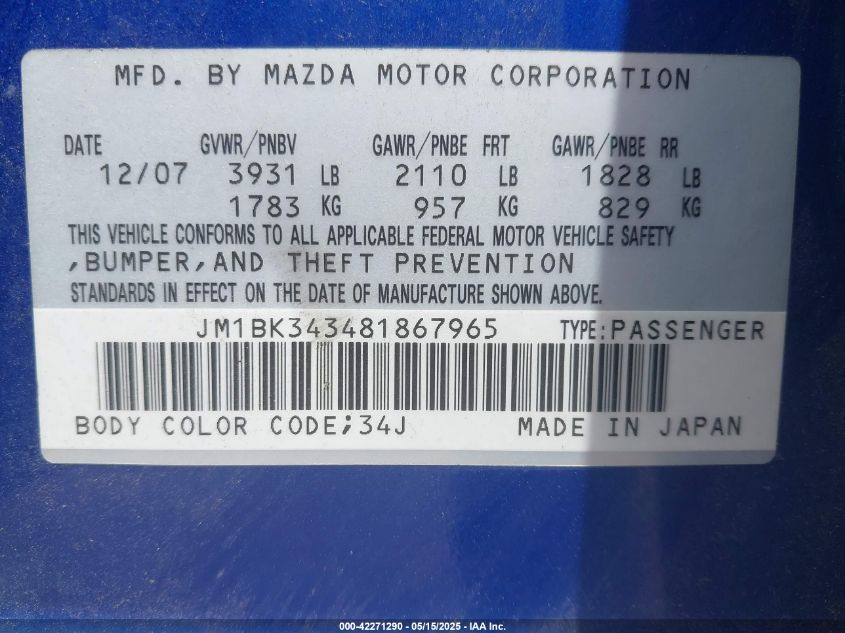 MFD. BY MAZDA MOTOR CORPORATION
DATE GVWR/PNBV GAWR/PNBE FRT GAWR/PNBE RR
12/07 3931 LB 2110 LB 1828 LB
1783 KG 957 KG 829 KG
THIS VEHICLE CONFORMS TO ALL APPLICABLE FEDERAL MOTOR VEHICLE SAFETY
,BUMPER,AND THEFT PREVENTION
STANDARDS IN EFFECT ON THE DATE OF MANUFACTURE SHOWN ABOVE.
JM1BK343481867965 TYPE:PASSENGER
BODY COLOR CODE;34J MADE IN JAPAN
000-42271290 - 05/15/2025 - IAA Inc.